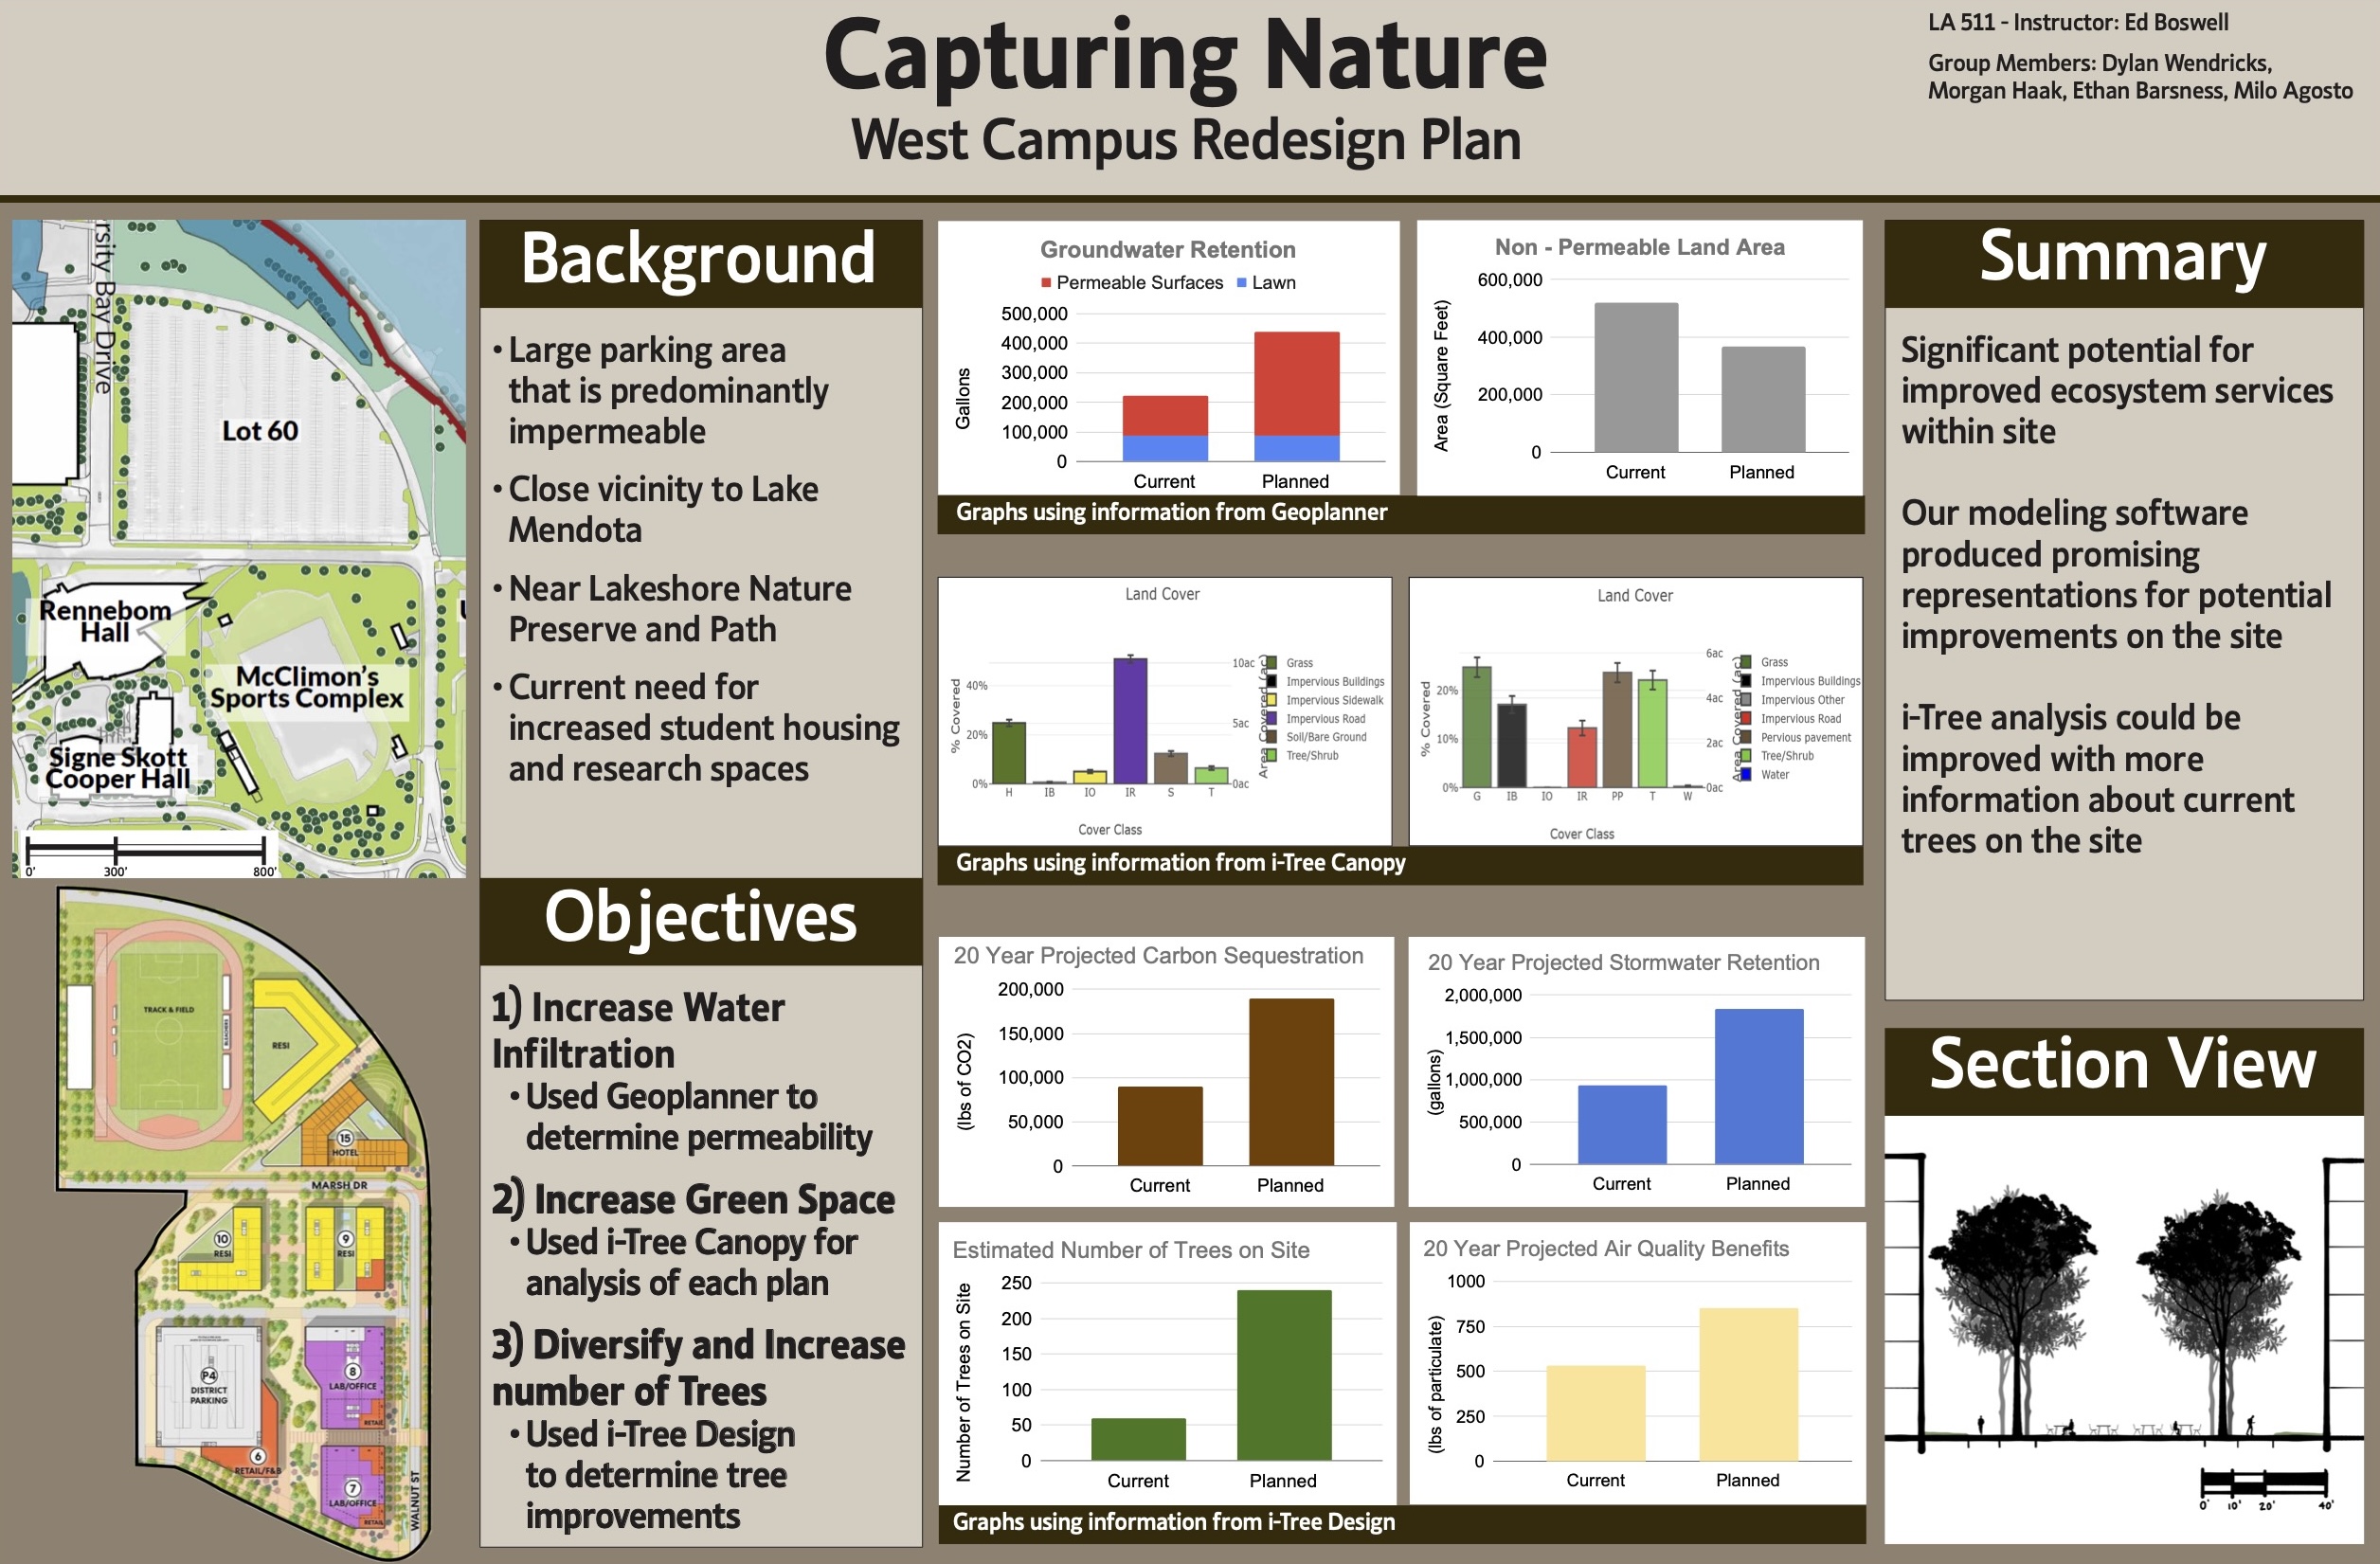 Capturing Nature
West Campus Redesign Plan
LA 511 - Instructor: Ed Boswell
Group Members: Dylan Wendricks,
Morgan Haak, Ethan Barsness, Milo Agosto
rsity Bay Drive
Lot 60
Rennebom
Hall
McClimon's
Sports Complex
Signe Skott
Cooper Hall
0' 300' 800'
TRACK & FIELD
BLEACHERS
RESI
15
HOTEL
MARSH DR
10
RESI
9
RESI
P4
DISTRICT
PARKING
8
LAB/OFFICE
RETAIL
6
RETAIL/F&B
7
LAB/OFFICE
RETAIL
WALNUT ST
Background
• Large parking area
that is predominantly
impermeable
• Close vicinity to Lake
Mendota
• Near Lakeshore Nature
Preserve and Path
• Current need for
increased student housing
and research spaces
Objectives
1) Increase Water
Infiltration
• Used Geoplanner to
determine permeability
2) Increase Green Space
• Used i-Tree Canopy for
analysis of each plan
3) Diversify and Increase
number of Trees
• Used i-Tree Design
to determine tree
improvements
Groundwater Retention
Permeable Surfaces Lawn
Gallons
500,000
400,000
300,000
200,000
100,000
0
Current Planned
Non - Permeable Land Area
Area (Square Feet)
600,000
400,000
200,000
0
Current Planned
Graphs using information from Geoplanner
Land Cover
% Covered
40%
20%
0%
10ac
5ac
0ac
Area Covered (ac)
H IB IO IR S T
Cover Class
Grass
Impervious Buildings
Impervious Sidewalk
Impervious Road
Soil/Bare Ground
Tree/Shrub
Land Cover
% Covered
20%
10%
0%
6ac
4ac
2ac
0ac
Area Covered (ac)
G IB IO IR PP T W
Cover Class
Grass
Impervious Buildings
Impervious Other
Impervious Road
Pervious pavement
Tree/Shrub
Water
Graphs using information from i-Tree Canopy
20 Year Projected Carbon Sequestration
(lbs of CO2)
200,000
150,000
100,000
50,000
0
Current Planned
20 Year Projected Stormwater Retention
(gallons)
2,000,000
1,500,000
1,000,000
500,000
0
Current Planned
Estimated Number of Trees on Site
Number of Trees on Site
250
200
150
100
50
0
Current Planned
20 Year Projected Air Quality Benefits
(lbs of particulate)
1000
750
500
250
0
Current Planned
Graphs using information from i-Tree Design
Summary
Significant potential for
improved ecosystem services
within site
Our modeling software
produced promising
representations for potential
improvements on the site
i-Tree analysis could be
improved with more
information about current
trees on the site
Section View
0' 10' 20' 40'